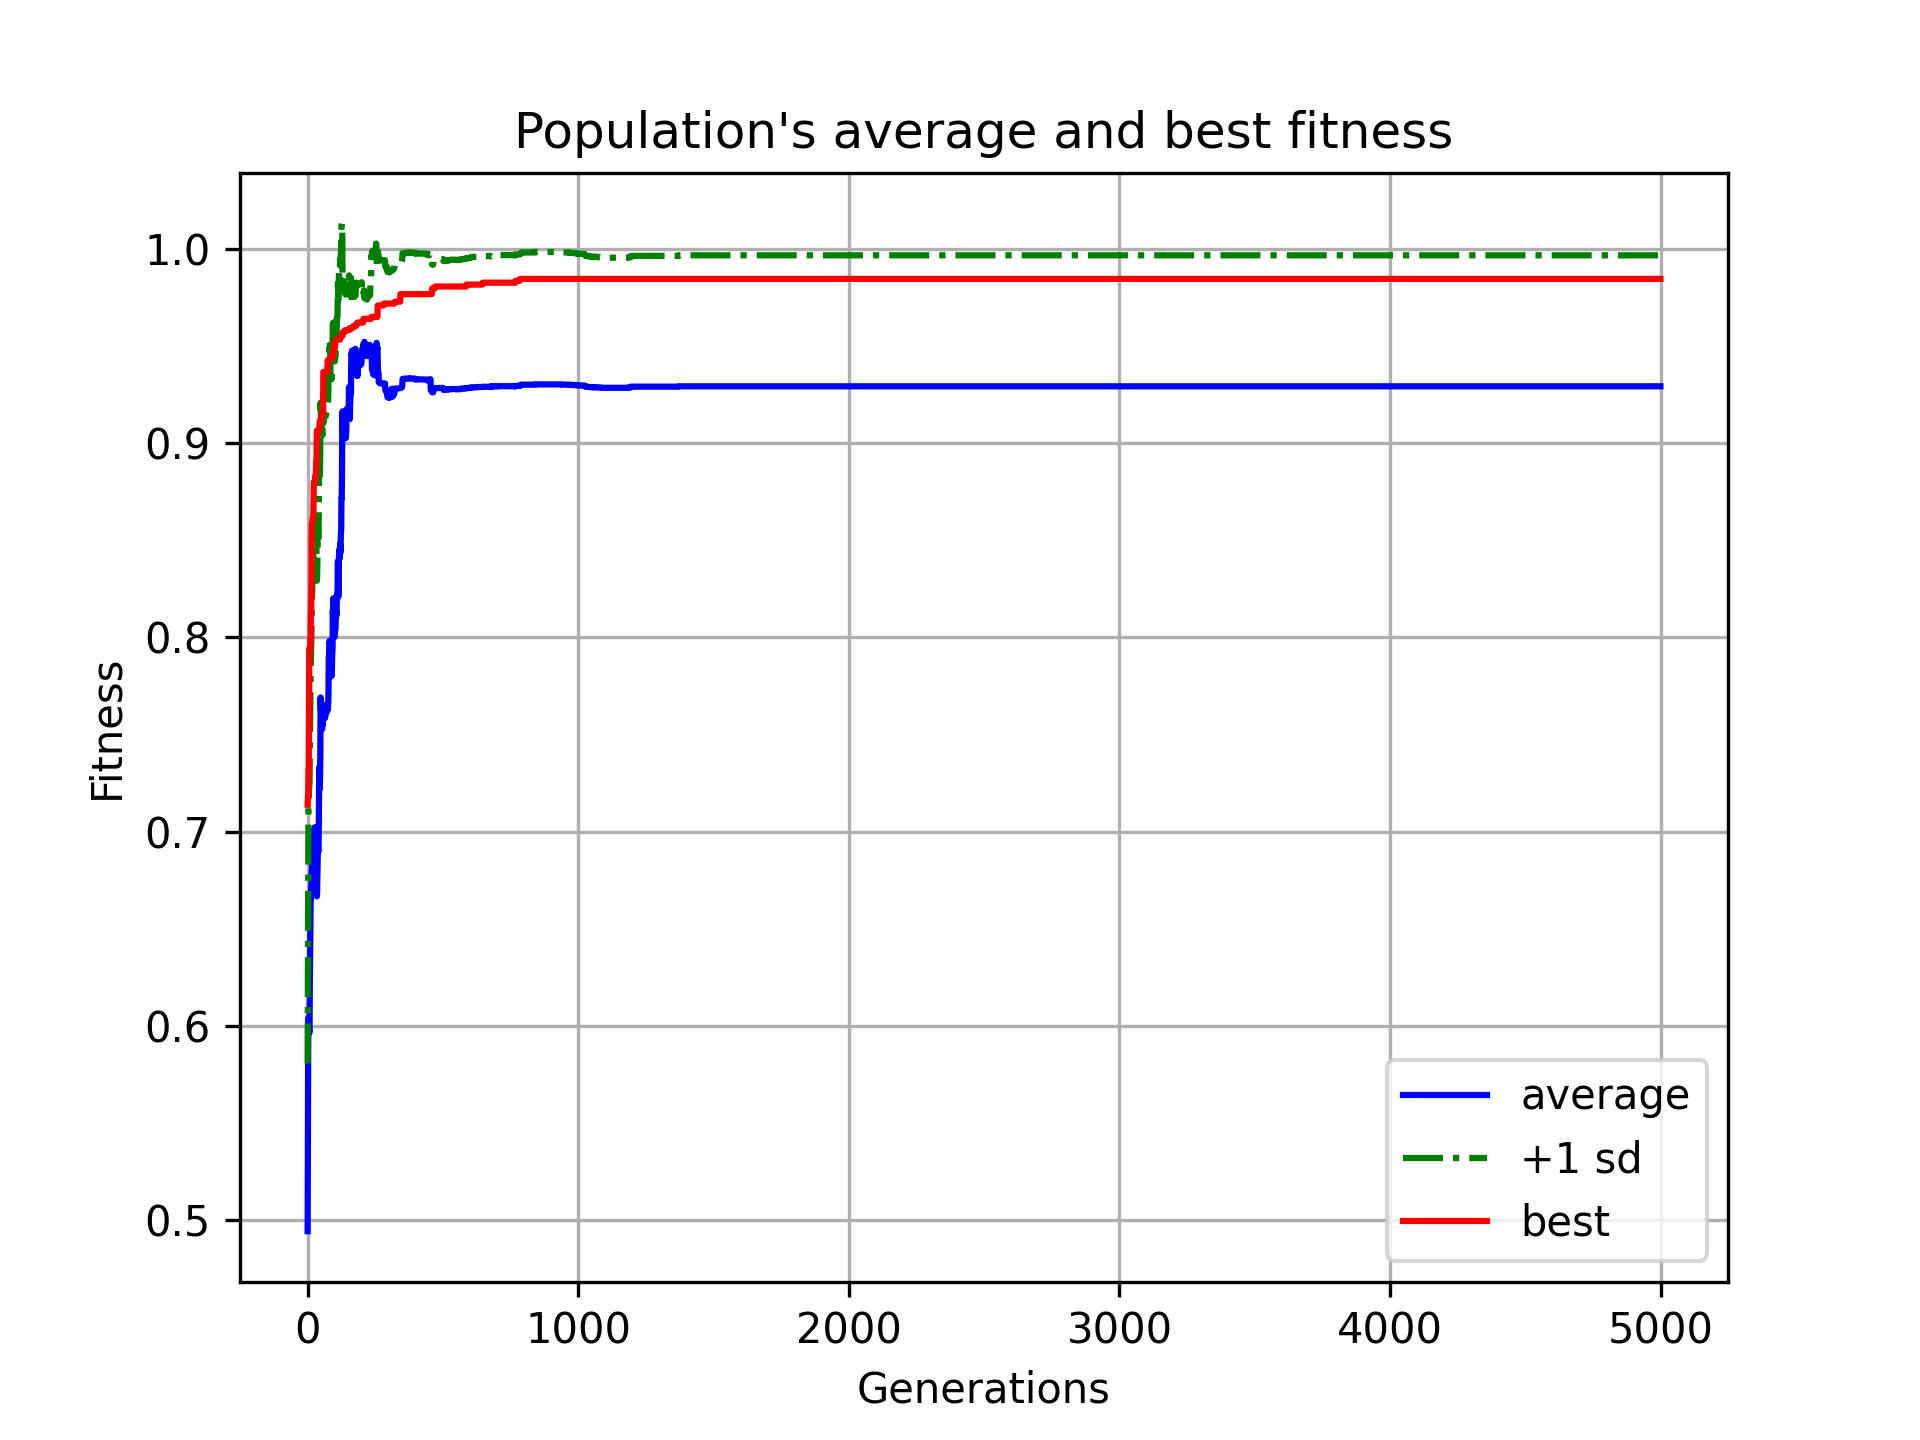 Population's average and best fitness
1.0
0.9
0.8
0.7
0.6
0.5
Fitness
average
+1 sd
best
0 1000 2000 3000 4000 5000
Generations